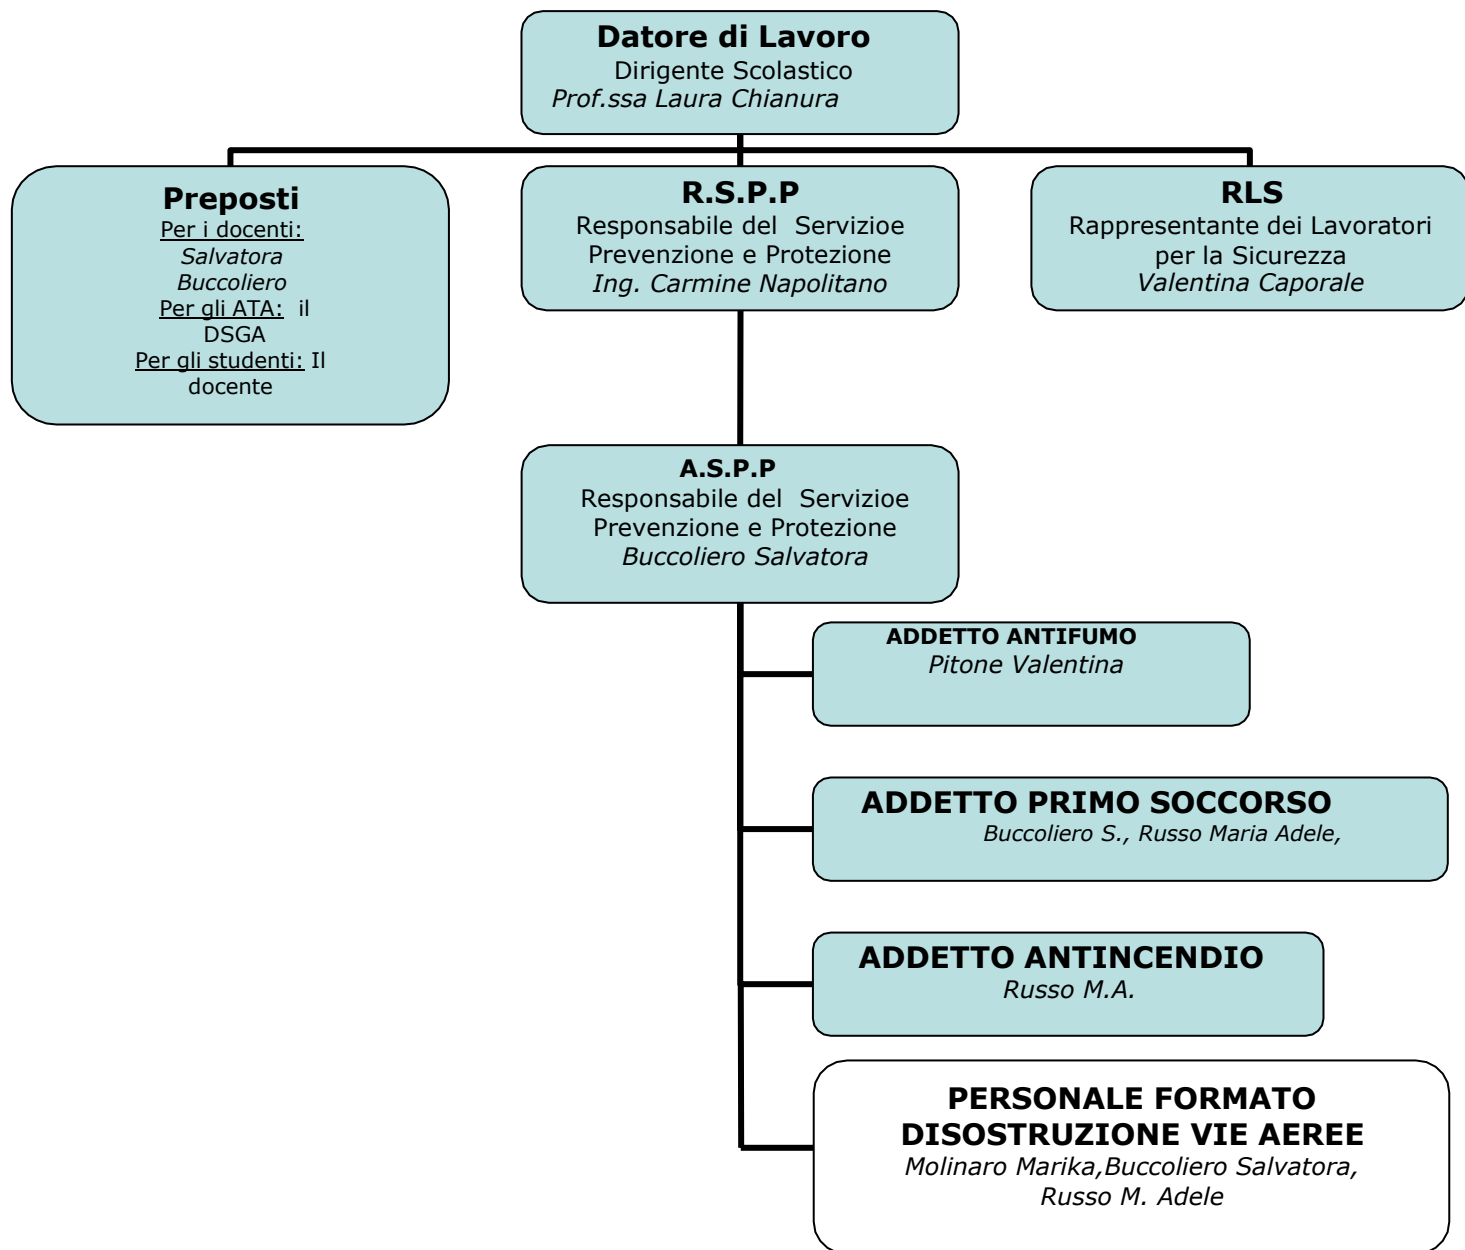 Datore di Lavoro
Dirigente Scolastico
Prof.ssa Laura Chianura
Preposti
Per i docenti:
Salvatora
Buccoliero
Per gli ATA: il
DSGA
Per gli studenti: Il
docente
R.S.P.P
Responsabile del Servizioe
Prevenzione e Protezione
Ing. Carmine Napolitano
RLS
Rappresentante dei Lavoratori
per la Sicurezza
Valentina Caporale
A.S.P.P
Responsabile del Servizioe
Prevenzione e Protezione
Buccoliero Salvatora
ADDETTO ANTIFUMO
Pitone Valentina
ADDETTO PRIMO SOCCORSO
Buccoliero S., Russo Maria Adele,
ADDETTO ANTINCENDIO
Russo M.A.
PERSONALE FORMATO
DISOSTRUZIONE VIE AEREE
Molinaro Marika,Buccoliero Salvatora,
Russo M. Adele